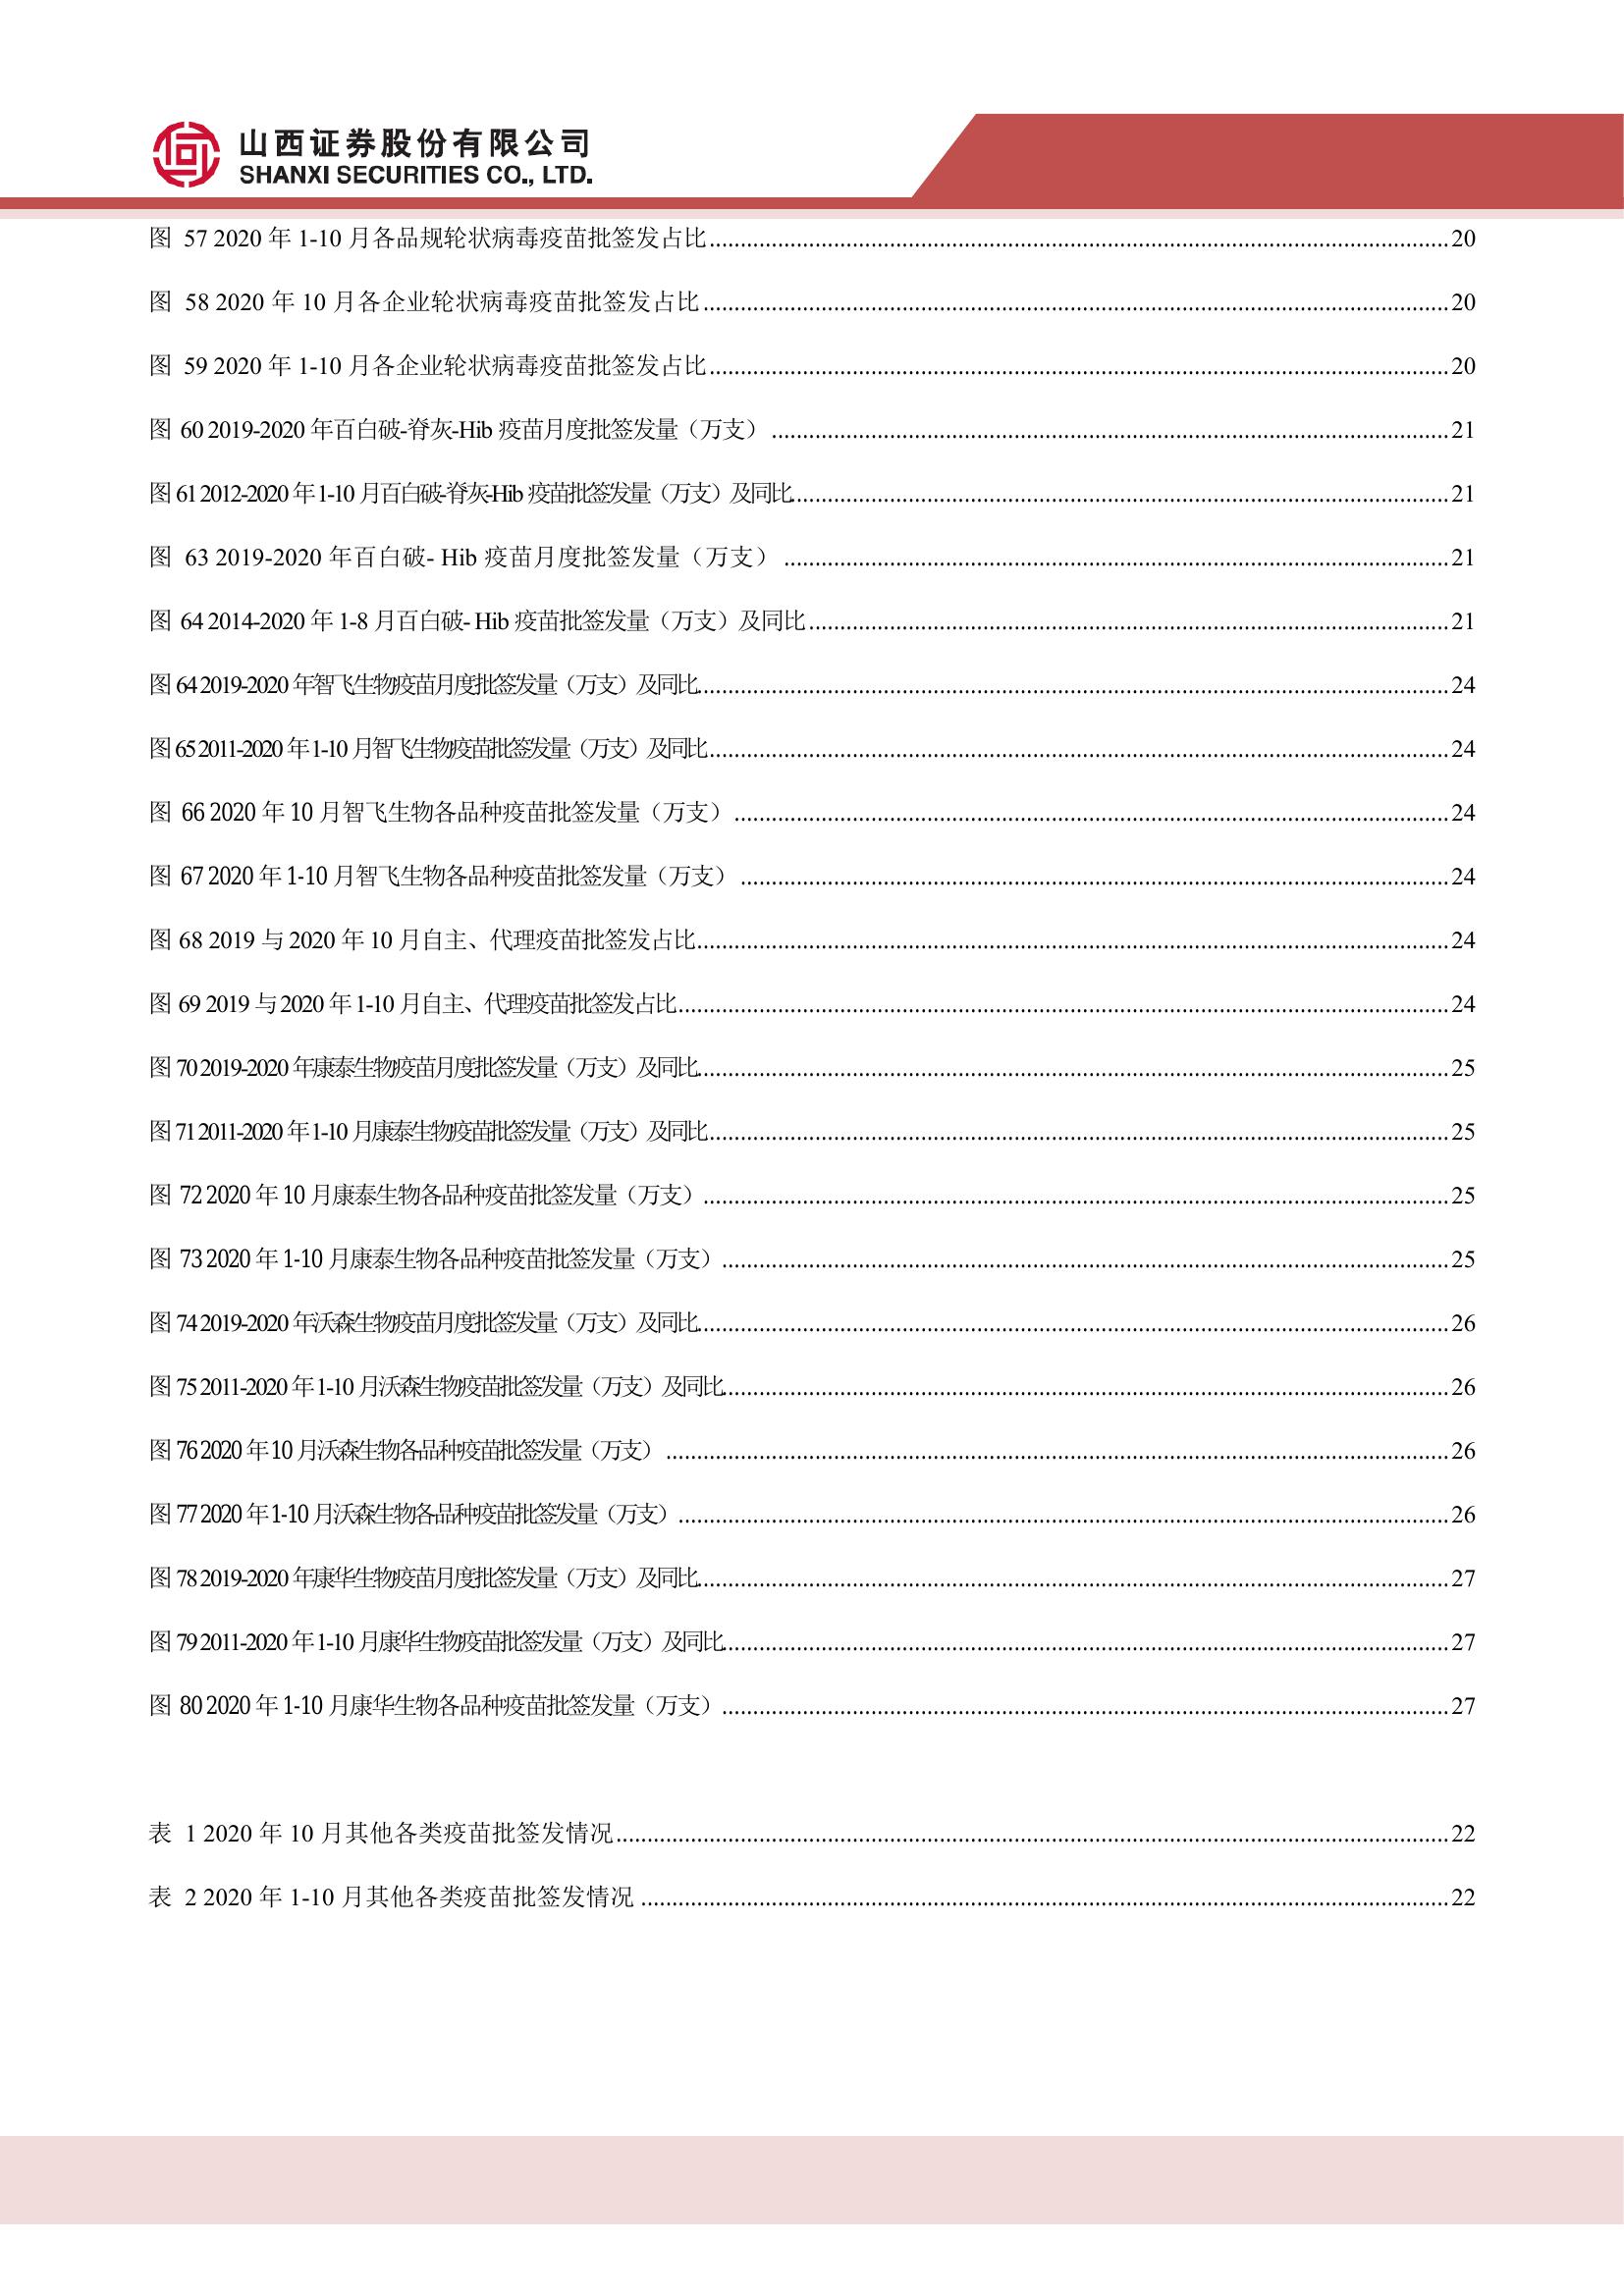 山西证券股份有限公司
SHANXI SECURITIES CO., LTD.
图 57 2020 年 1-10 月各品规轮状病毒疫苗批签发占比 20
图 58 2020 年 10 月各企业轮状病毒疫苗批签发占比 20
图 59 2020 年 1-10 月各企业轮状病毒疫苗批签发占比 20
图 60 2019-2020 年百白破-脊灰-Hib 疫苗月度批签发量（万支） 21
图 61 2012-2020 年 1-10 月百白破-脊灰-Hib 疫苗批签发量（万支）及同比 21
图 63 2019-2020 年百白破- Hib 疫苗月度批签发量（万支） 21
图 64 2014-2020 年 1-8 月百白破- Hib 疫苗批签发量（万支）及同比 21
图 64 2019-2020 年智飞生物疫苗月度批签发量（万支）及同比 24
图 65 2011-2020 年 1-10 月智飞生物疫苗批签发量（万支）及同比 24
图 66 2020 年 10 月智飞生物各品种疫苗批签发量（万支） 24
图 67 2020 年 1-10 月智飞生物各品种疫苗批签发量（万支） 24
图 68 2019 与 2020 年 10 月自主、代理疫苗批签发占比 24
图 69 2019 与 2020 年 1-10 月自主、代理疫苗批签发占比 24
图 70 2019-2020 年康泰生物疫苗月度批签发量（万支）及同比 25
图 71 2011-2020 年 1-10 月康泰生物疫苗批签发量（万支）及同比 25
图 72 2020 年 10 月康泰生物各品种疫苗批签发量（万支） 25
图 73 2020 年 1-10 月康泰生物各品种疫苗批签发量（万支） 25
图 74 2019-2020 年沃森生物疫苗月度批签发量（万支）及同比 26
图 75 2011-2020 年 1-10 月沃森生物疫苗批签发量（万支）及同比 26
图 76 2020 年 10 月沃森生物各品种疫苗批签发量（万支） 26
图 77 2020 年 1-10 月沃森生物各品种疫苗批签发量（万支） 26
图 78 2019-2020 年康华生物疫苗月度批签发量（万支）及同比 27
图 79 2011-2020 年 1-10 月康华生物疫苗批签发量（万支）及同比 27
图 80 2020 年 1-10 月康华生物各品种疫苗批签发量（万支） 27
表 1 2020 年 10 月其他各类疫苗批签发情况 22
表 2 2020 年 1-10 月其他各类疫苗批签发情况 22